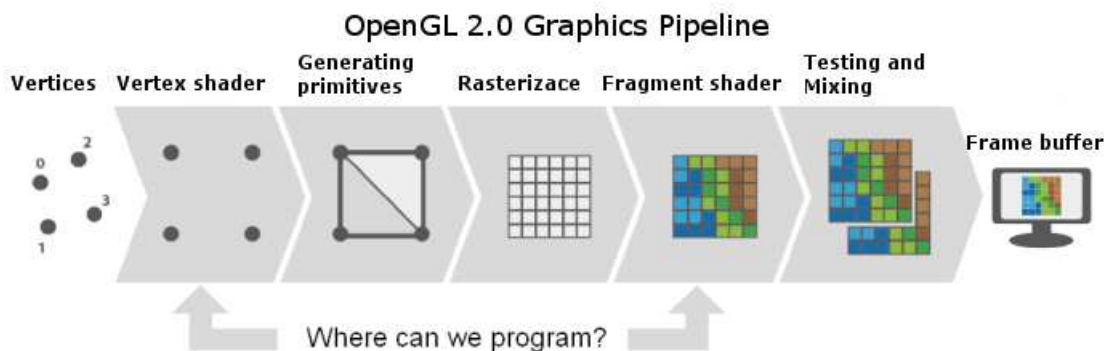 OpenGL 2.0 Graphics Pipeline
Vertices
Vertex shader
Generating
primitives
Rasterizace
Fragment shader
Testing and
Mixing
Frame buffer
0
2
3
1
Where can we program?